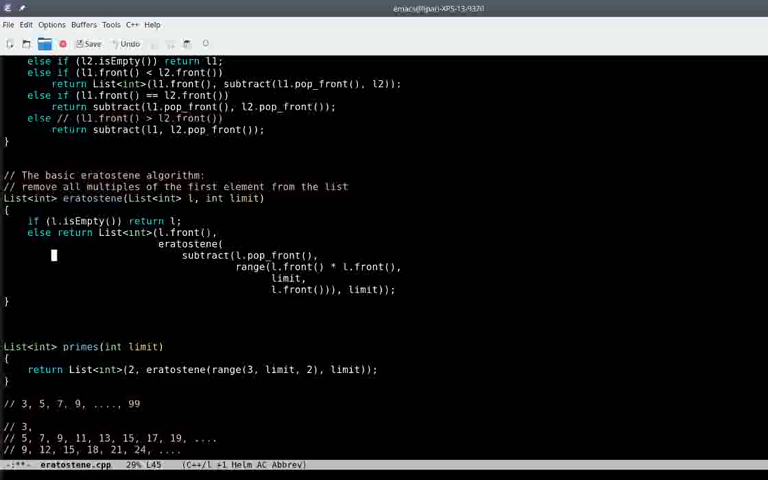 emacs@jpari-XPS-13-9370
File Edit Options Buffers Tools C++ Help
Save Undo
else if (l2.isEmpty()) return l1;
else if (l1.front() < l2.front())
return List<int>(l1.front(), subtract(l1.pop_front(), l2)):
else if (l1.front() == l2.front())
return subtract(l1.pop_front(), l2.pop_front());
else // (l1.front() > l2.front())
return subtract(l1, l2.pop_front());
}
// The basic eratostene algorithm:
// remove all multiples of the first element from the list
List<int> eratostene(List<int> l, int limit)
{
if (l.isEmpty()) return l;
else return List<int>(l.front(),
eratostene(
subtract(l.pop_front(),
range(l.front() * l.front(),
limit,
l.front())), limit));
}
List<int> primes(int limit)
{
return List<int>(2, eratostene(range(3, limit, 2), limit));
}
// 3, 5, 7, 9, ...., 99
// 3,
// 5, 7, 9, 11, 13, 15, 17, 19, ....
// 9, 12, 15, 18, 21, 24, ....
-:**- eratostene.cpp 29% L45 (C++/l +1 Helm AC Abbrev)